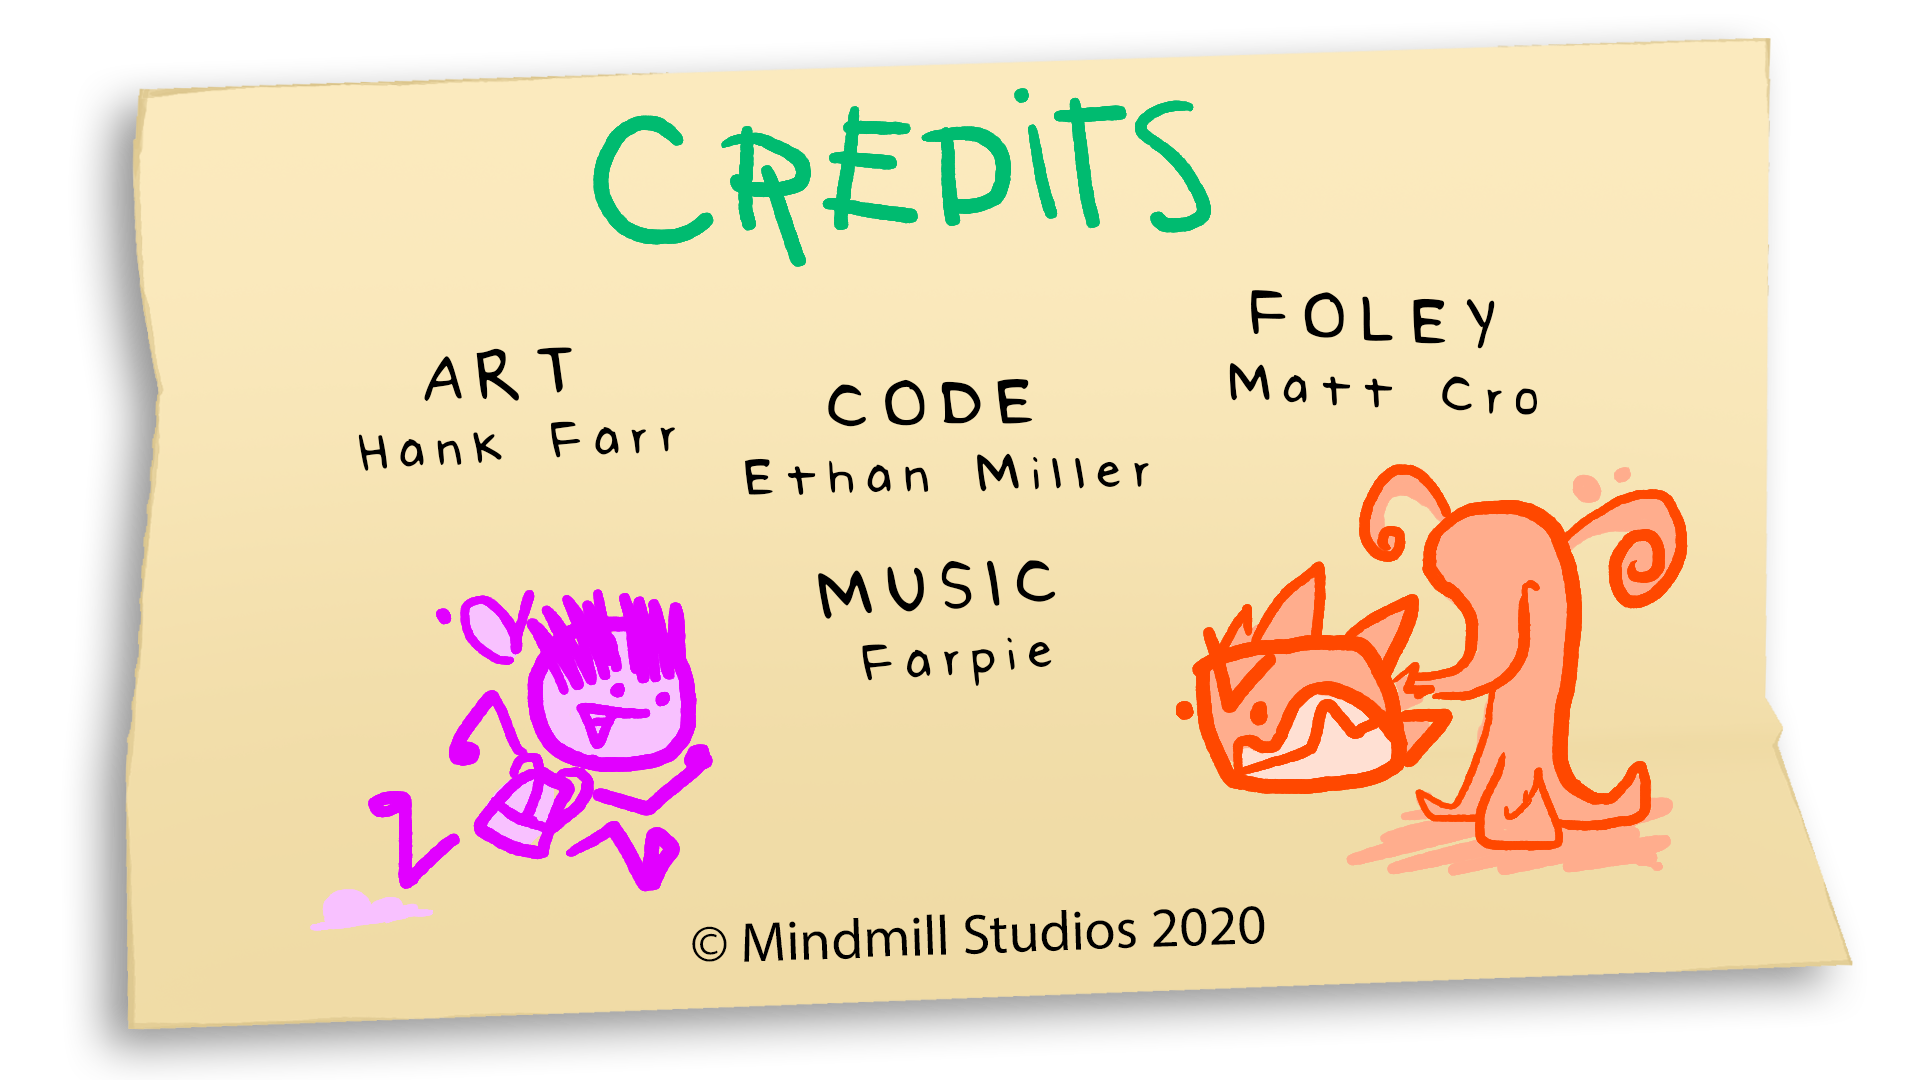 CREDiTS
ART
Hank Farr
CODE
Ethan Miller
FOLEY
Matt Cro
MUSIC
Farpie
© Mindmill Studios 2020